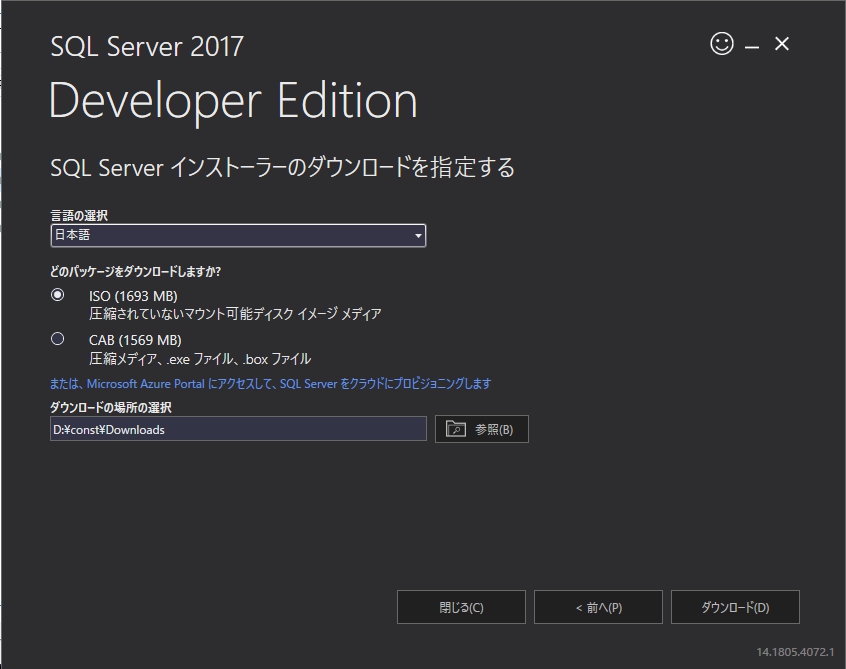 SQL Server 2017
Developer Edition
SQL Server インストーラーのダウンロードを指定する
言語の選択
日本語
どのパッケージをダウンロードしますか?
ISO (1693 MB)
圧縮されていないマウント可能ディスク イメージ メディア
CAB (1569 MB)
圧縮メディア、.exe ファイル、.box ファイル
または、Microsoft Azure Portal にアクセスして、SQL Server をクラウドにプロビジョニングします
ダウンロードの場所の選択
D:¥const¥Downloads
参照(B)
閉じる(C)
< 前へ(P)
ダウンロード(D)
14.1805.4072.1